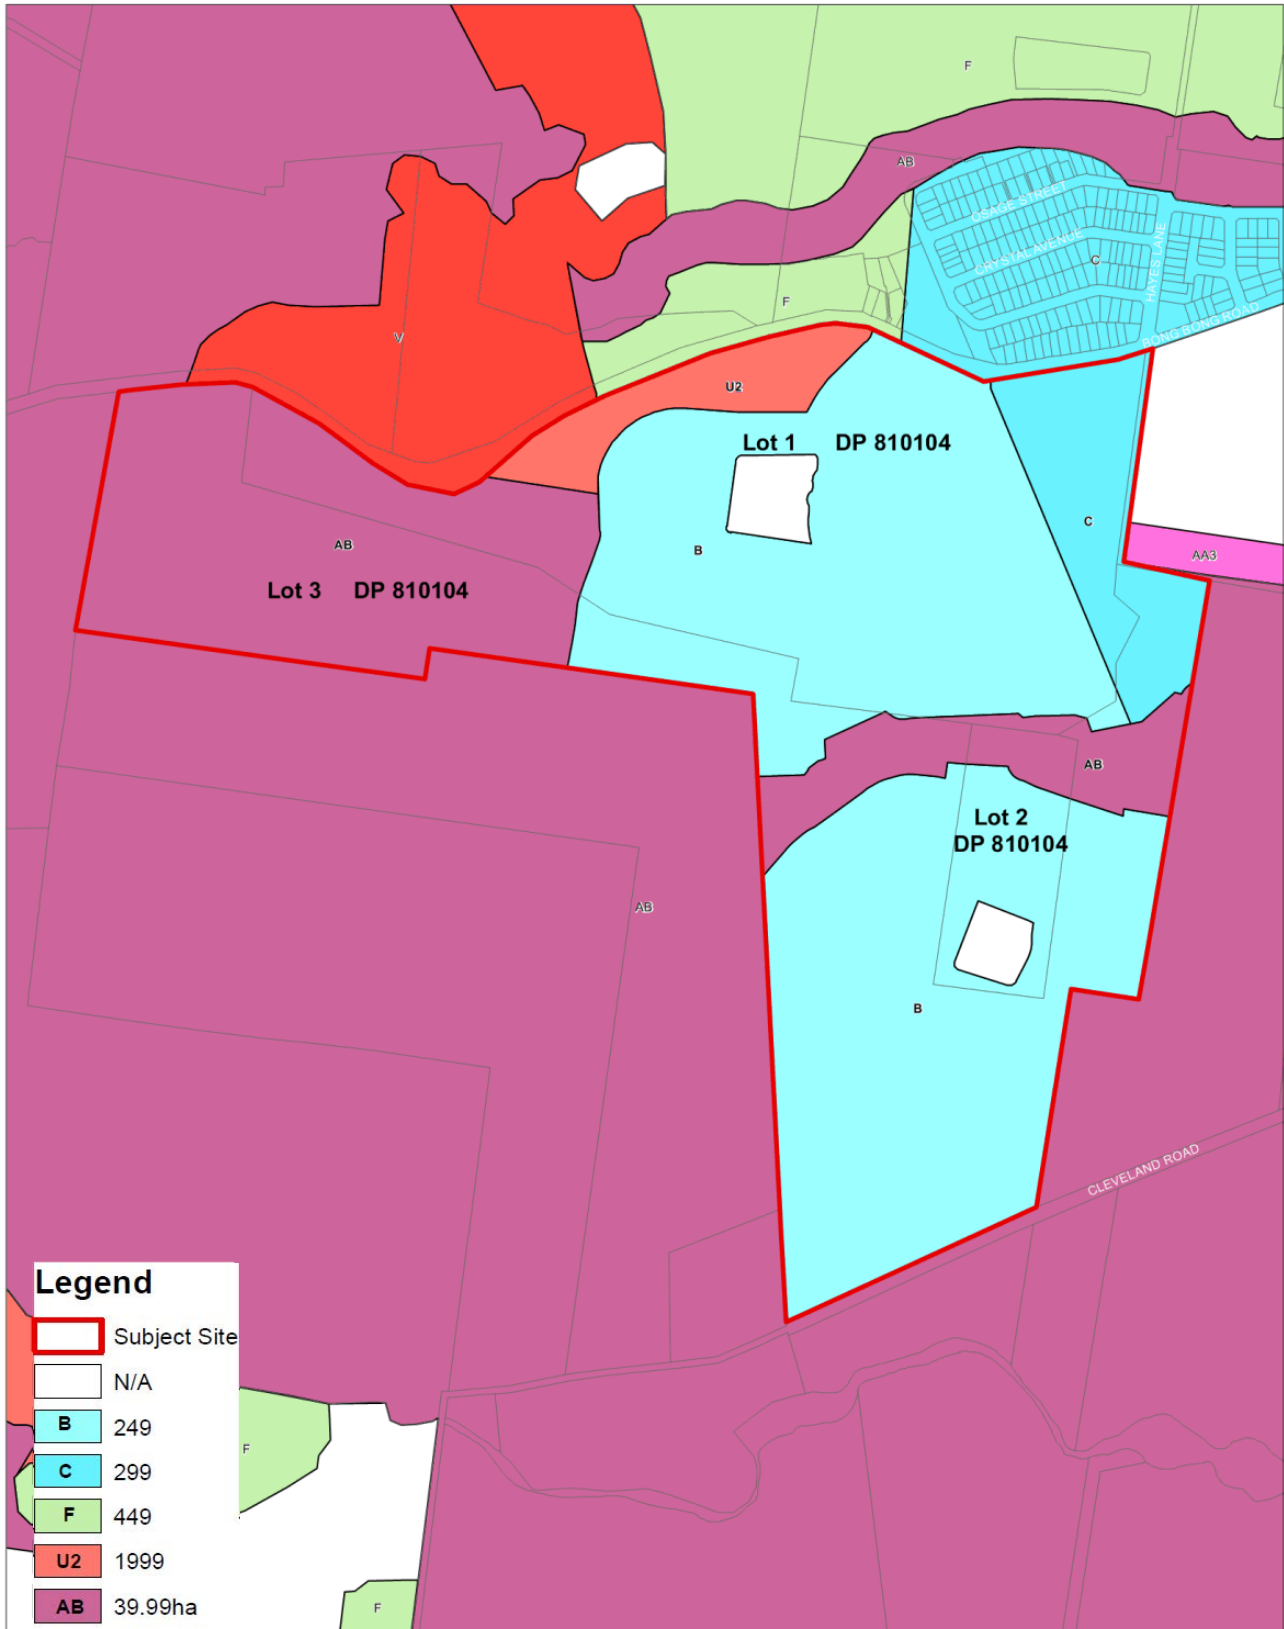 F
AB
OSAGE STREET
CRYSTAL AVENUE
C
HAYES LANE
F
BONG BONG ROAD
V
U2
Lot 1 DP 810104
C
B
AB
AA3
Lot 3 DP 810104
AB
Lot 2
DP 810104
AB
B
CLEVELAND ROAD
Legend
Subject Site
N/A
B 249
C 299
F
F 449
U2 1999
AB 39.99ha
F